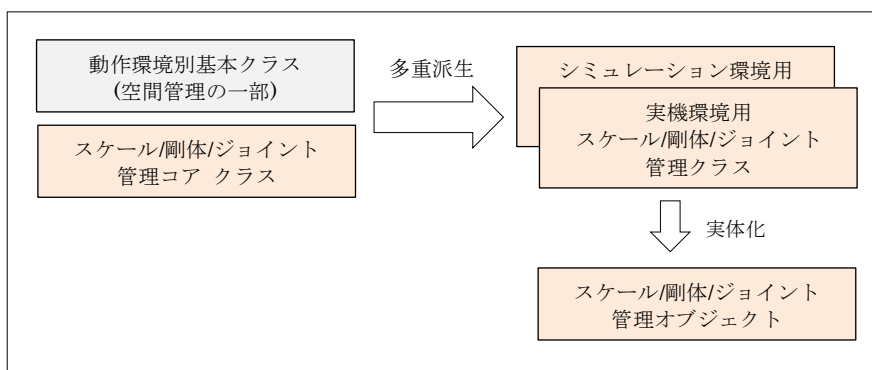 動作環境別基本クラス
(空間管理の一部)
スケール/剛体/ジョイント
管理コア クラス
多重派生
シミュレーション環境用
実機環境用
スケール/剛体/ジョイント
管理クラス
実体化
スケール/剛体/ジョイント
管理オブジェクト